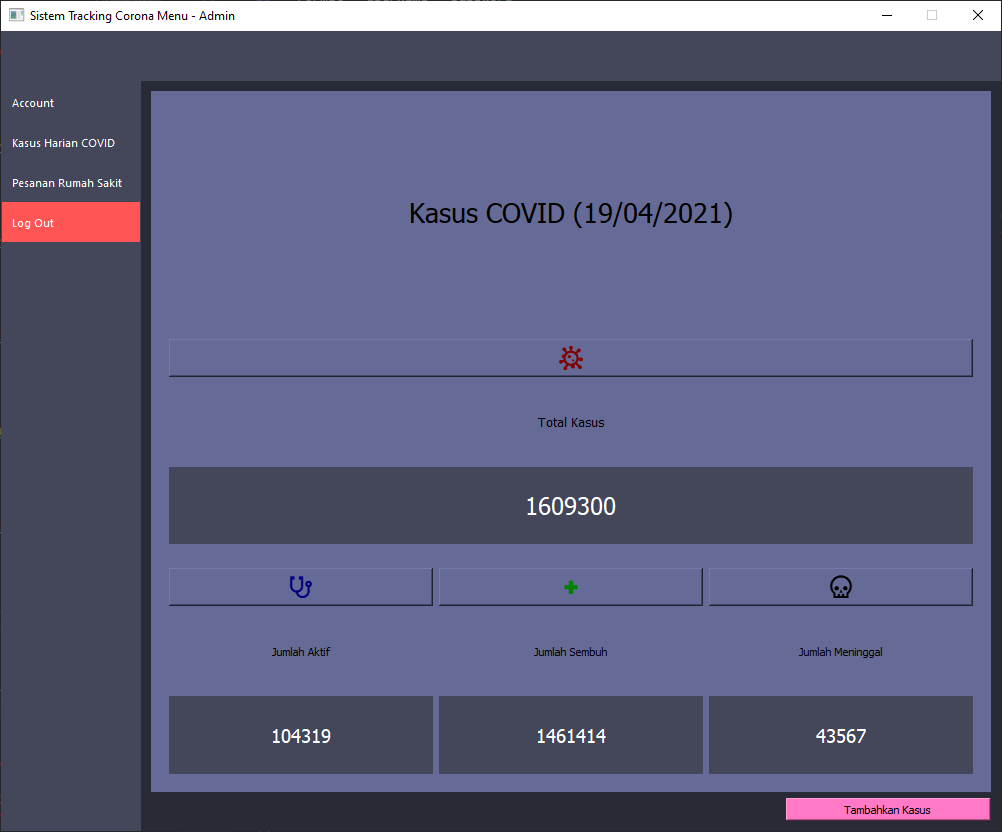 Sistem Tracking Corona Menu - Admin
Account
Kasus Harian COVID
Pesanan Rumah Sakit
Log Out
Kasus COVID (19/04/2021)
Total Kasus
1609300
Jumlah Aktif
Jumlah Sembuh
Jumlah Meninggal
104319
1461414
43567
Tambahkan Kasus